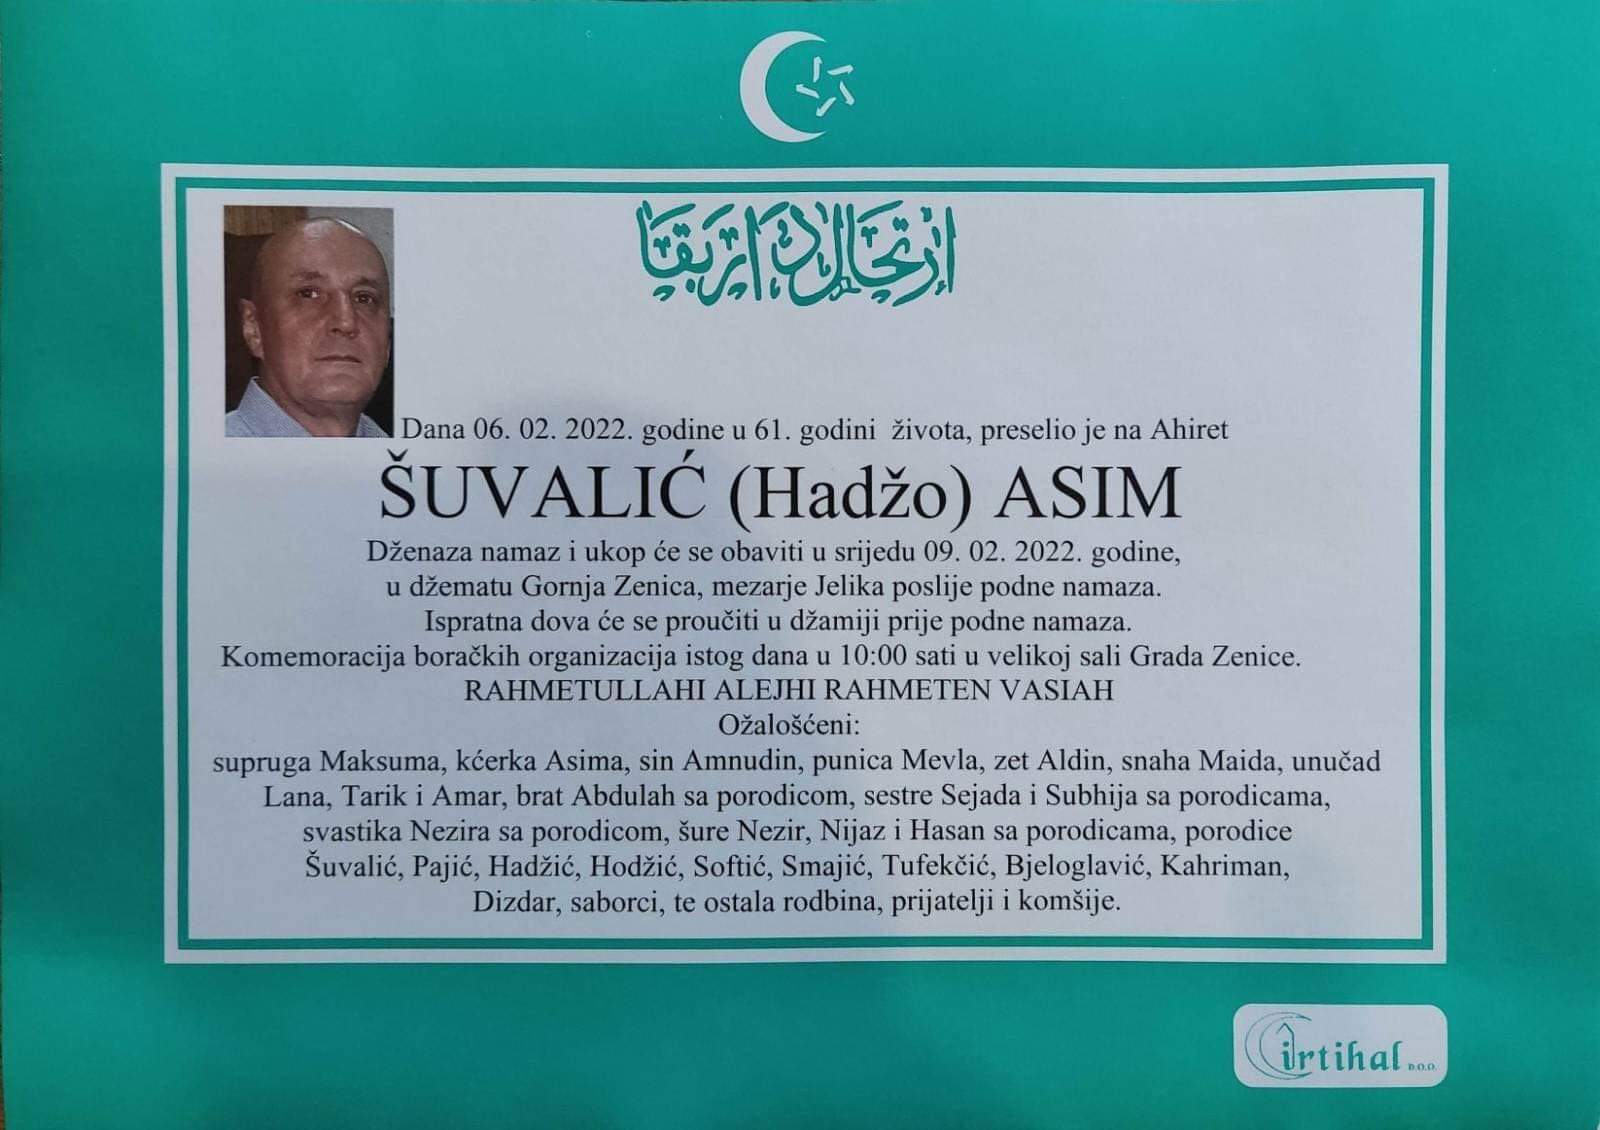 إرتحال دار بقا
Dana 06. 02. 2022. godine u 61. godini života, preselio je na Ahiret
ŠUVALIĆ (Hadžo) ASIM
Dženaza namaz i ukop će se obaviti u srijedu 09. 02. 2022. godine,
u džematu Gornja Zenica, mezarje Jelika poslije podne namaza.
Ispratna dova će se proučiti u džamiji prije podne namaza.
Komemoracija boračkih organizacija istog dana u 10:00 sati u velikoj sali Grada Zenice.
RAHMETULLAHI ALEJHI RAHMETEN VASIAH
Ožalošćeni:
supruga Maksuma, kćerka Asima, sin Amnudin, punica Mevla, zet Aldin, snaha Maida, unučad
Lana, Tarik i Amar, brat Abdulah sa porodicom, sestre Sejada i Subhija sa porodicama,
svastika Nezira sa porodicom, šure Nezir, Nijaz i Hasan sa porodicama, porodice
Šuvalić, Pajić, Hadžić, Hodžić, Softić, Smajić, Tufekčić, Bjeloglavić, Kahriman,
Dizdar, saborci, te ostala rodbina, prijatelji i komšije.
irtihal D.O.O.